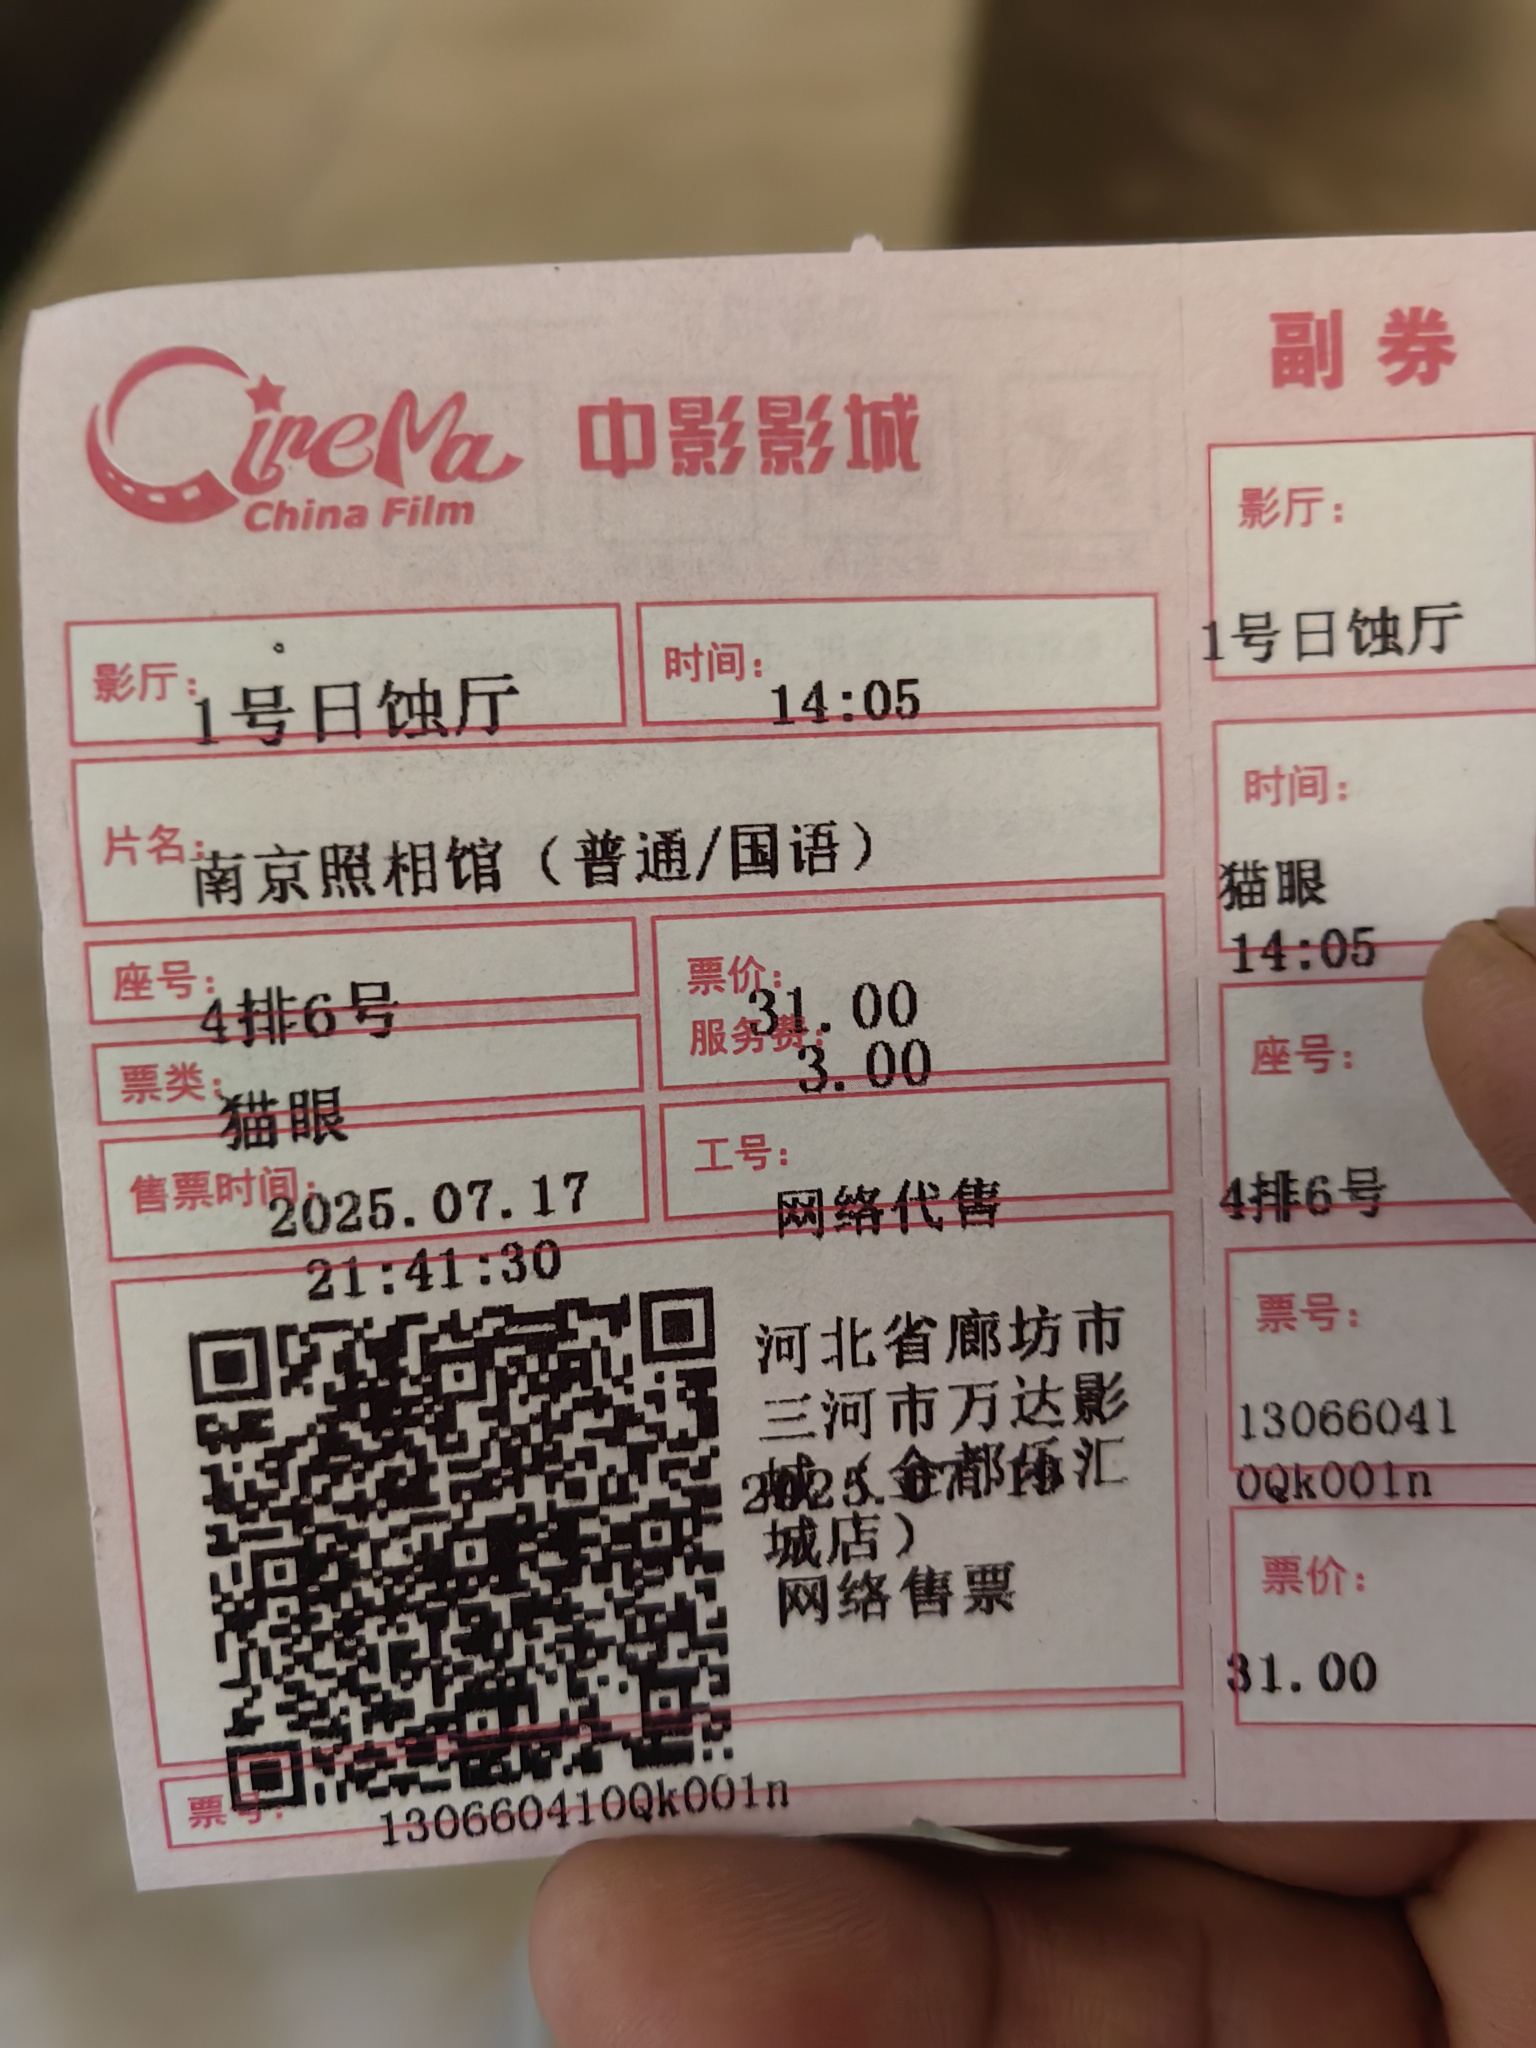 CineMa
China Film
中影影城
影厅：
1号日蚀厅
时间：
14:05
片名：
南京照相馆（普通/国语）
座号：
4排6号
票价：
31.00
服务费：
3.00
票类：
猫眼
售票时间：
2025.07.17
21:41:30
工号：
网络代售
河北省廊坊市
三河市万达影
城（金都汇
城店）
网络售票
票号：
130660410Qk001n
副券
影厅：
1号日蚀厅
时间：
猫眼
14:05
座号：
4排6号
票号：
13066041
0Qk001n
票价：
31.00